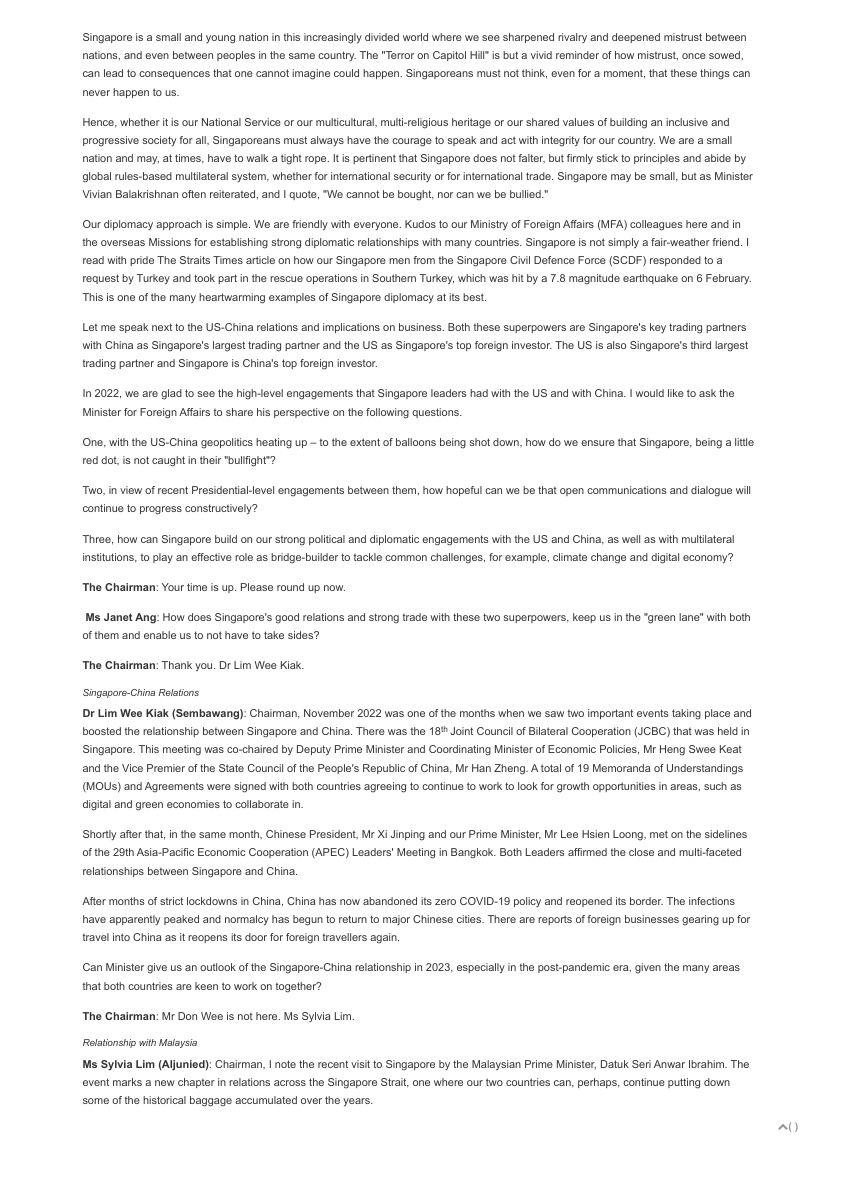 Singapore is a small and young nation in this increasingly divided world where we see sharpened rivalry and deepened mistrust between
nations, and even between peoples in the same country. The "Terror on Capitol Hill" is but a vivid reminder of how mistrust, once sowed,
can lead to consequences that one cannot imagine could happen. Singaporeans must not think, even for a moment, that these things can
never happen to us.
Hence, whether it is our National Service or our multicultural, multi-religious heritage or our shared values of building an inclusive and
progressive society for all, Singaporeans must always have the courage to speak and act with integrity for our country. We are a small
nation and may, at times, have to walk a tight rope. It is pertinent that Singapore does not falter, but firmly stick to principles and abide by
global rules-based multilateral system, whether for international security or for international trade. Singapore may be small, but as Minister
Vivian Balakrishnan often reiterated, and I quote, "We cannot be bought, nor can we be bullied."
Our diplomacy approach is simple. We are friendly with everyone. Kudos to our Ministry of Foreign Affairs (MFA) colleagues here and in
the overseas Missions for establishing strong diplomatic relationships with many countries. Singapore is not simply a fair-weather friend. I
read with pride The Straits Times article on how our Singapore men from the Singapore Civil Defence Force (SCDF) responded to a
request by Turkey and took part in the rescue operations in Southern Turkey, which was hit by a 7.8 magnitude earthquake on 6 February.
This is one of the many heartwarming examples of Singapore diplomacy at its best.
Let me speak next to the US-China relations and implications on business. Both these superpowers are Singapore's key trading partners
with China as Singapore's largest trading partner and the US as Singapore's top foreign investor. The US is also Singapore's third largest
trading partner and Singapore is China's top foreign investor.
In 2022, we are glad to see the high-level engagements that Singapore leaders had with the US and with China. I would like to ask the
Minister for Foreign Affairs to share his perspective on the following questions.
One, with the US-China geopolitics heating up – to the extent of balloons being shot down, how do we ensure that Singapore, being a little
red dot, is not caught in their "bullfight"?
Two, in view of recent Presidential-level engagements between them, how hopeful can we be that open communications and dialogue will
continue to progress constructively?
Three, how can Singapore build on our strong political and diplomatic engagements with the US and China, as well as with multilateral
institutions, to play an effective role as bridge-builder to tackle common challenges, for example, climate change and digital economy?
The Chairman: Your time is up. Please round up now.
Ms Janet Ang: How does Singapore's good relations and strong trade with these two superpowers, keep us in the "green lane" with both
of them and enable us to not have to take sides?
The Chairman: Thank you. Dr Lim Wee Kiak.
Singapore-China Relations
Dr Lim Wee Kiak (Sembawang): Chairman, November 2022 was one of the months when we saw two important events taking place and
boosted the relationship between Singapore and China. There was the 18th Joint Council of Bilateral Cooperation (JCBC) that was held in
Singapore. This meeting was co-chaired by Deputy Prime Minister and Coordinating Minister of Economic Policies, Mr Heng Swee Keat
and the Vice Premier of the State Council of the People's Republic of China, Mr Han Zheng. A total of 19 Memoranda of Understandings
(MOUs) and Agreements were signed with both countries agreeing to continue to work to look for growth opportunities in areas, such as
digital and green economies to collaborate in.
Shortly after that, in the same month, Chinese President, Mr Xi Jinping and our Prime Minister, Mr Lee Hsien Loong, met on the sidelines
of the 29th Asia-Pacific Economic Cooperation (APEC) Leaders' Meeting in Bangkok. Both Leaders affirmed the close and multi-faceted
relationships between Singapore and China.
After months of strict lockdowns in China, China has now abandoned its zero COVID-19 policy and reopened its border. The infections
have apparently peaked and normalcy has begun to return to major Chinese cities. There are reports of foreign businesses gearing up for
travel into China as it reopens its door for foreign travellers again.
Can Minister give us an outlook of the Singapore-China relationship in 2023, especially in the post-pandemic era, given the many areas
that both countries are keen to work on together?
The Chairman: Mr Don Wee is not here. Ms Sylvia Lim.
Relationship with Malaysia
Ms Sylvia Lim (Aljunied): Chairman, I note the recent visit to Singapore by the Malaysian Prime Minister, Datuk Seri Anwar Ibrahim. The
event marks a new chapter in relations across the Singapore Strait, one where our two countries can, perhaps, continue putting down
some of the historical baggage accumulated over the years.
( )